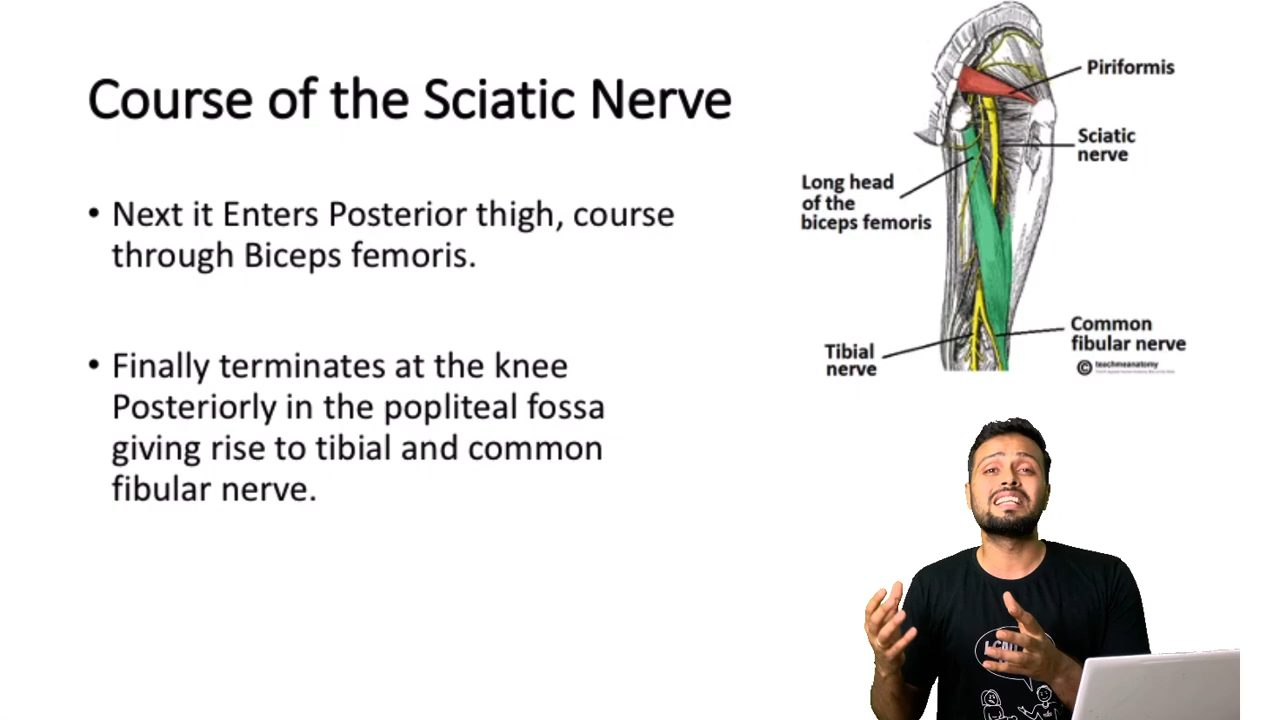 Course of the Sciatic Nerve
• Next it Enters Posterior thigh, course
through Biceps femoris.
• Finally terminates at the knee
Posteriorly in the popliteal fossa
giving rise to tibial and common
fibular nerve.
Piriformis
Sciatic
nerve
Long head
of the
biceps femoris
Common
fibular nerve
Tibial
nerve
© teachmeanatomy